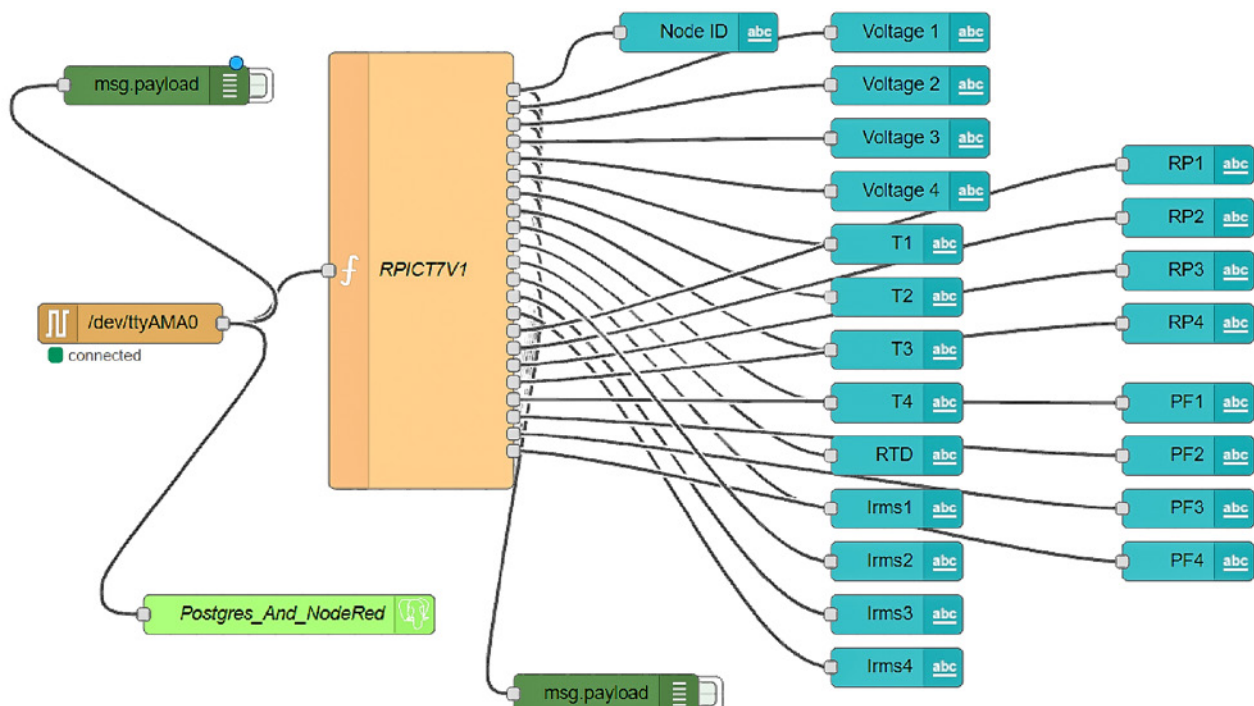 Node ID abc
Voltage 1 abc
msg.payload
Voltage 2 abc
Voltage 3 abc
RP1 abc
Voltage 4 abc
RP2 abc
T1 abc
RPICT7V1
RP3 abc
T2 abc
/dev/ttyAMA0
RP4 abc
connected
T3 abc
T4 abc
PF1 abc
RTD abc
PF2 abc
Irms1 abc
PF3 abc
Irms2 abc
PF4 abc
Postgres_And_NodeRed
Irms3 abc
Irms4 abc
msg.payload